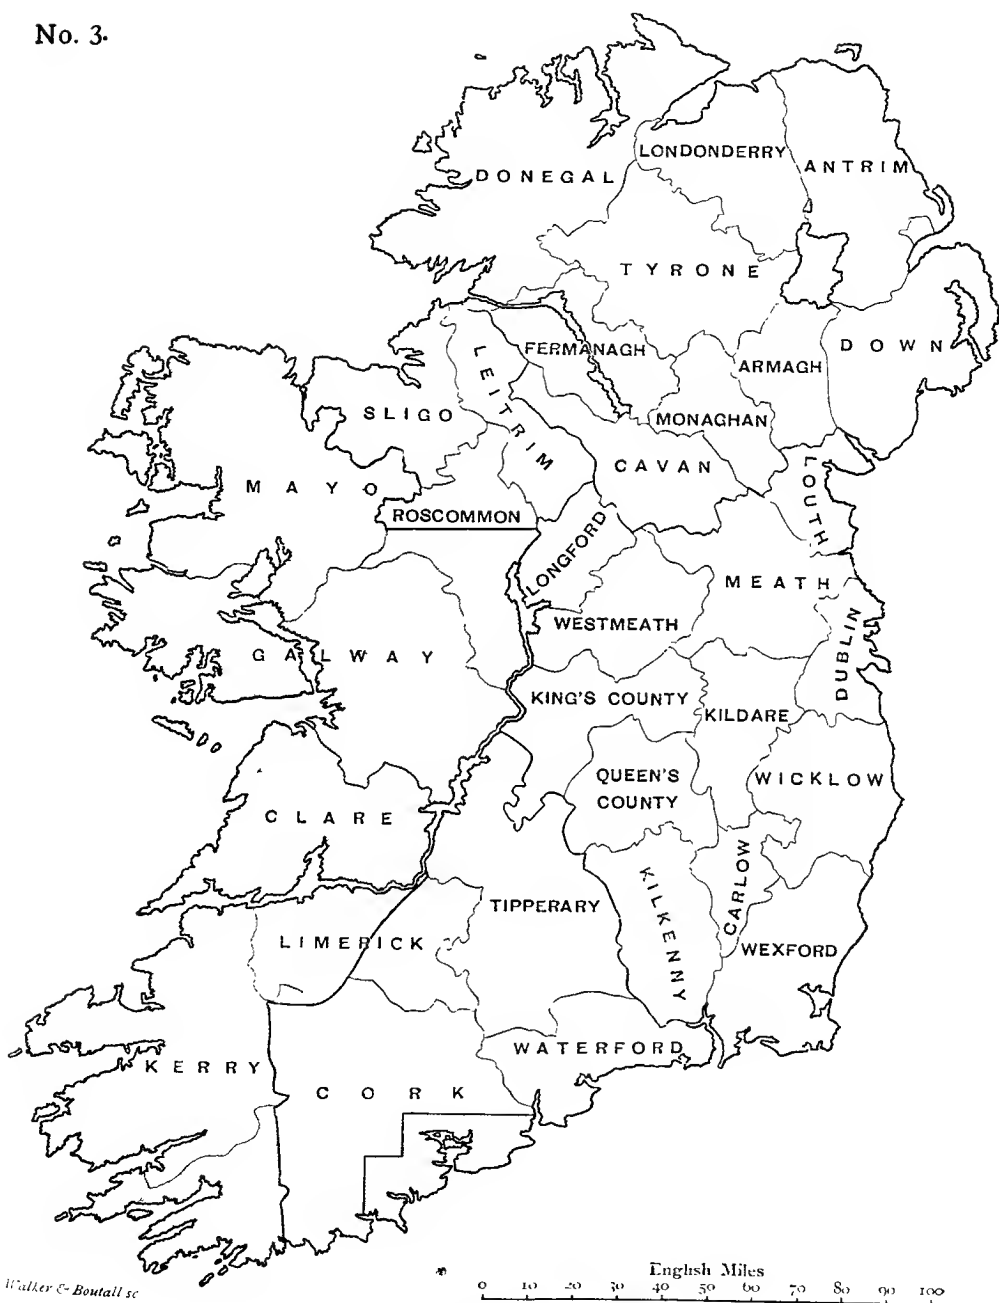 No. 3.
LONDONDERRY
ANTRIM
DONEGAL
TYRONE
FERMANAGH
ARMAGH
DOWN
LEITRIM
SLIGO
MONAGHAN
CAVAN
MAYO
ROSCOMMON
LOUTH
LONGFORD
MEATH
WESTMEATH
DUBLIN
GALWAY
KING'S COUNTY
KILDARE
QUEEN'S
COUNTY
WICKLOW
CLARE
CARLOW
KILKENNY
TIPPERARY
LIMERICK
WEXFORD
WATERFORD
KERRY
CORK
English Miles
0 10 20 30 40 50 60 70 80 90 100
Walker & Boutall sc